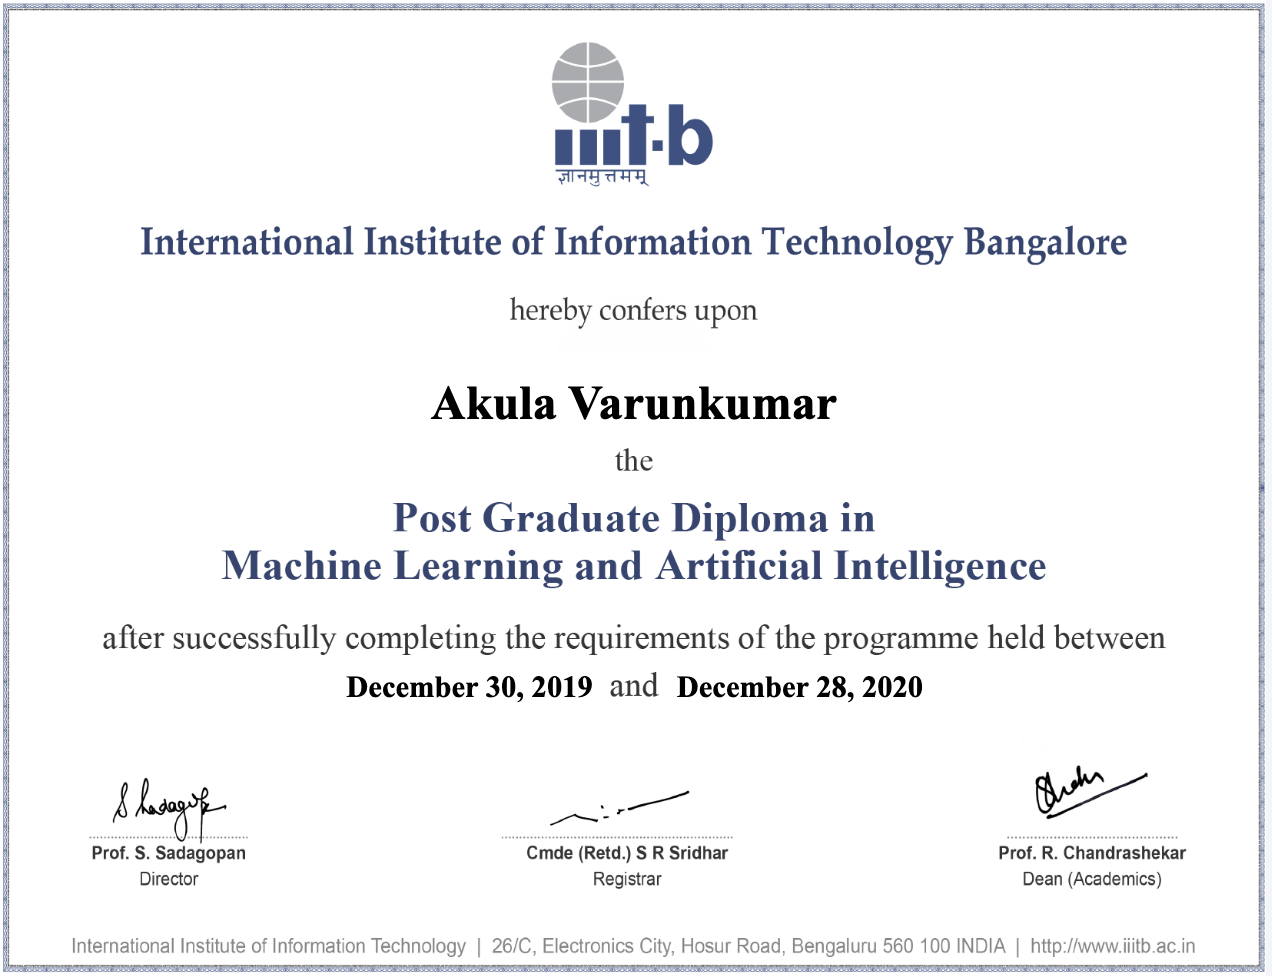 iiit-b
ज्ञानमुत्तमम्
International Institute of Information Technology Bangalore
hereby confers upon
Akula Varunkumar
the
Post Graduate Diploma in
Machine Learning and Artificial Intelligence
after successfully completing the requirements of the programme held between
December 30, 2019 and December 28, 2020
Prof. S. Sadagopan
Director
Cmde (Retd.) S R Sridhar
Registrar
Prof. R. Chandrashekar
Dean (Academics)
International Institute of Information Technology | 26/C, Electronics City, Hosur Road, Bengaluru 560 100 INDIA | http://www.iiitb.ac.in